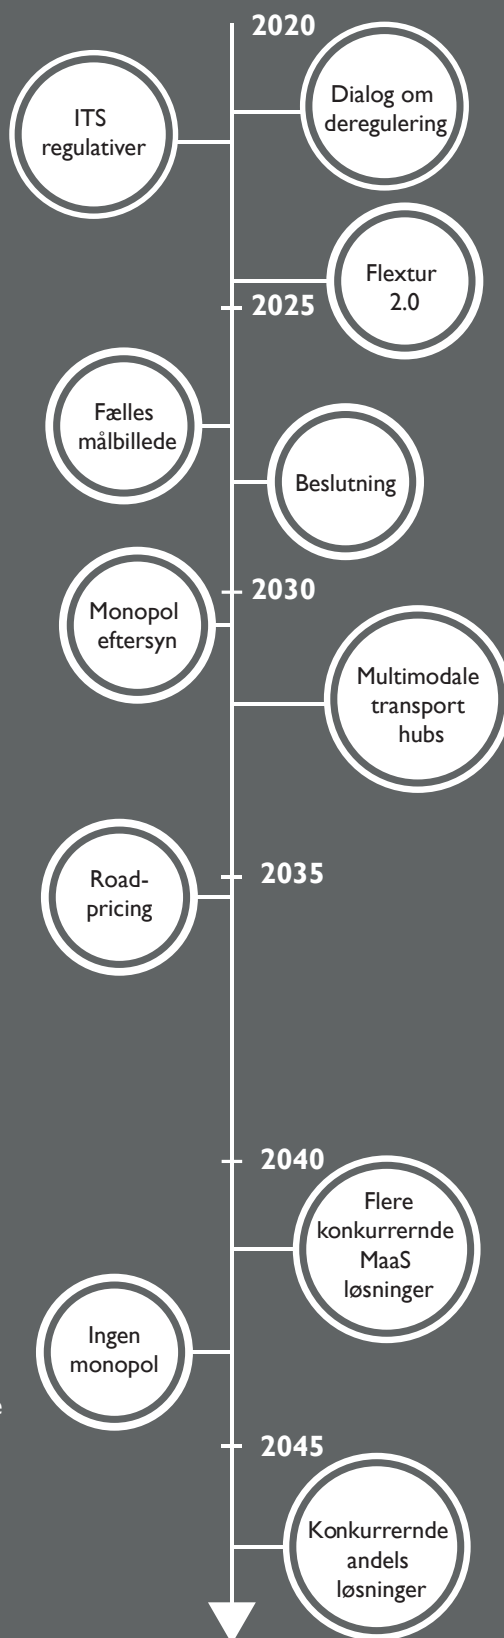 2020
Dialog om
deregulering
ITS
regulativer
Flextur
2.0
2025
Fælles
målbillede
Beslutning
2030
Monopol
eftersyn
Multimodale
transport
hubs
2035
Road-
pricing
2040
Flere
konkurrernde
MaaS
løsninger
Ingen
monopol
2045
Konkurrernde
andels
løsninger